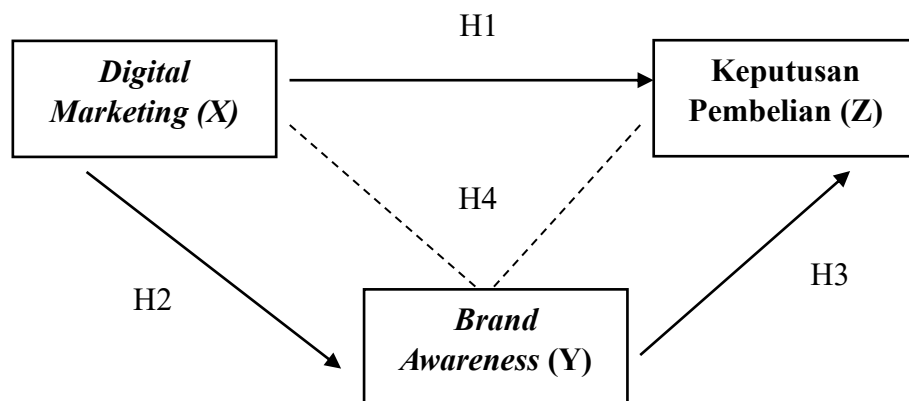 H1
Digital
Marketing (X)
Keputusan
Pembelian (Z)
H4
H2
H3
Brand
Awareness (Y)